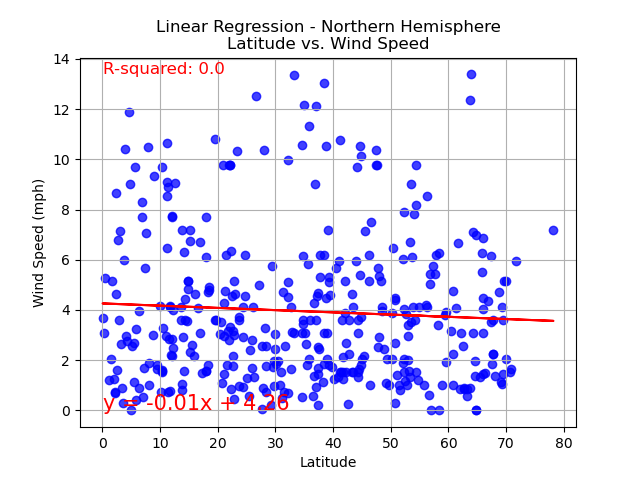 Linear Regression - Northern Hemisphere
Latitude vs. Wind Speed
R-squared: 0.0
14
12
10
8
6
4
2
0
Wind Speed (mph)
y = -0.01x + 4.26
0 10 20 30 40 50 60 70 80
Latitude